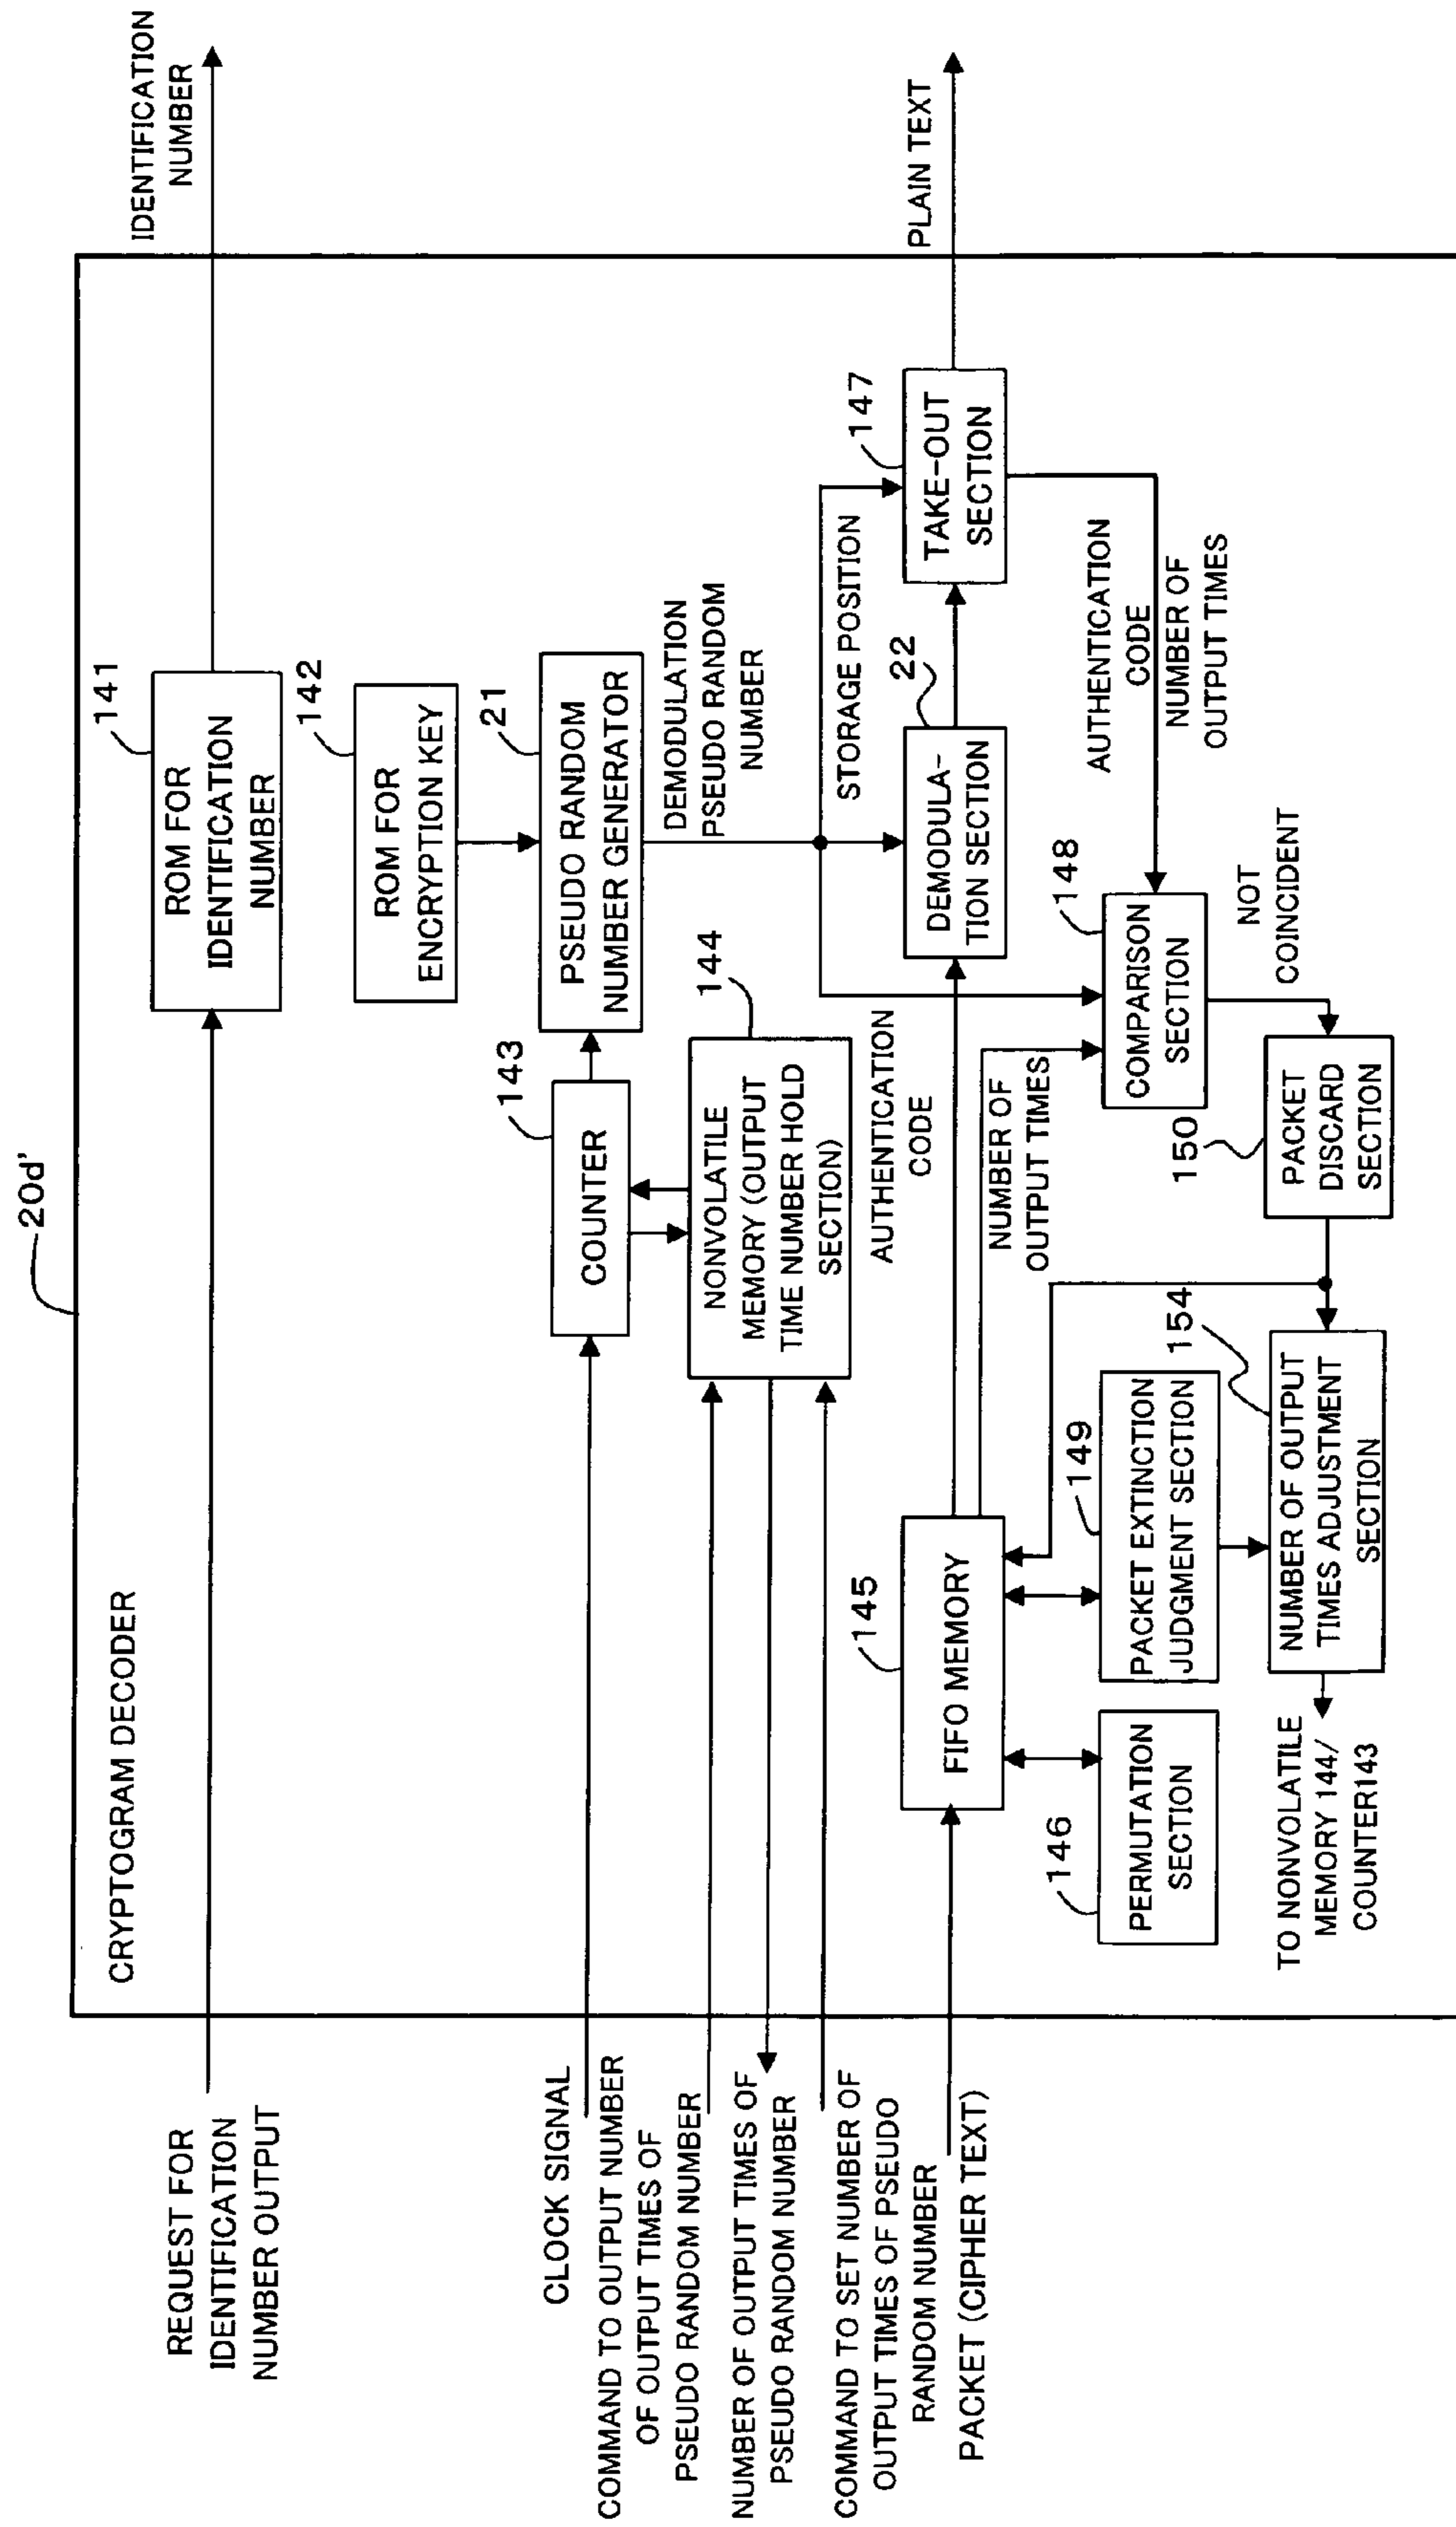 20d'
CRYPTOGRAM DECODER
REQUEST FOR
IDENTIFICATION
NUMBER OUTPUT
141
ROM FOR
IDENTIFICATION
NUMBER
IDENTIFICATION
NUMBER
142
ROM FOR
ENCRYPTION KEY
CLOCK SIGNAL
143
COUNTER
21
PSEUDO RANDOM
NUMBER GENERATOR
COMMAND TO OUTPUT NUMBER
OF OUTPUT TIMES OF
PSEUDO RANDOM NUMBER
NUMBER OF OUTPUT TIMES OF
PSEUDO RANDOM NUMBER
COMMAND TO SET NUMBER OF
OUTPUT TIMES OF PSEUDO
RANDOM NUMBER
144
NONVOLATILE
MEMORY (OUTPUT
TIME NUMBER HOLD
SECTION)
DEMODULATION
PSEUDO RANDOM
NUMBER
STORAGE POSITION
PACKET (CIPHER TEXT)
145
FIFO MEMORY
AUTHENTICATION
CODE
NUMBER OF
OUTPUT TIMES
22
DEMODULA-
TION SECTION
147
TAKE-OUT
SECTION
PLAIN TEXT
AUTHENTICATION
CODE
NUMBER OF
OUTPUT TIMES
146
PERMUTATION
SECTION
149
PACKET EXTINCTION
JUDGMENT SECTION
148
COMPARISON
SECTION
NOT
COINCIDENT
150
PACKET
DISCARD
SECTION
154
NUMBER OF OUTPUT
TIMES ADJUSTMENT
SECTION
TO NONVOLATILE
MEMORY 144/
COUNTER143